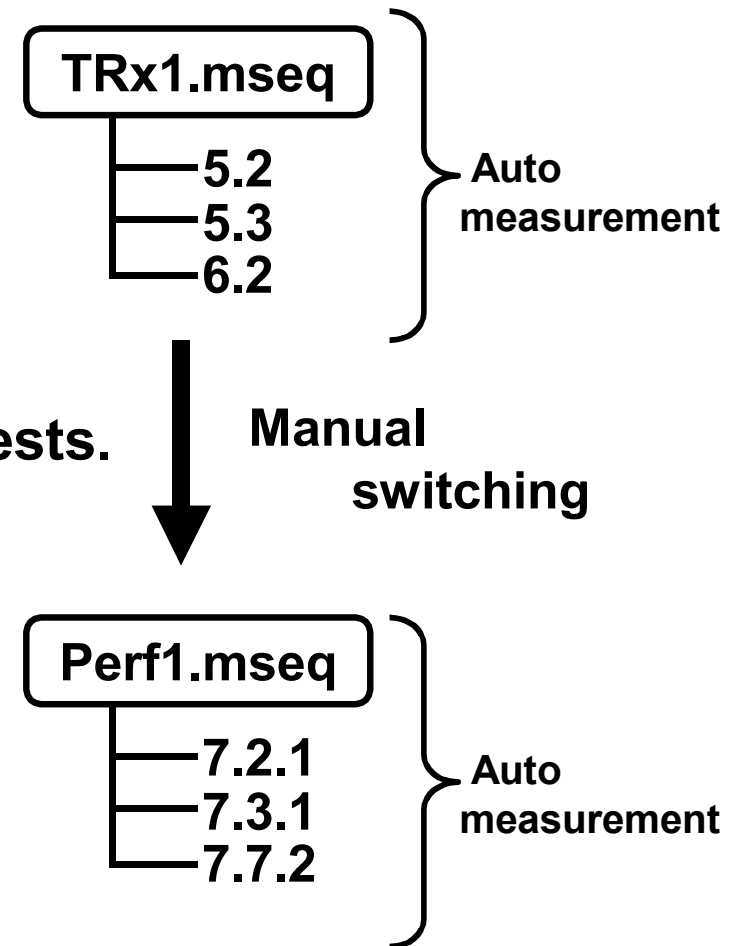 TRx1.mseq
5.2
5.3
6.2
Auto
measurement
Manual
switching
Perf1.mseq
7.2.1
7.3.1
7.7.2
Auto
measurement